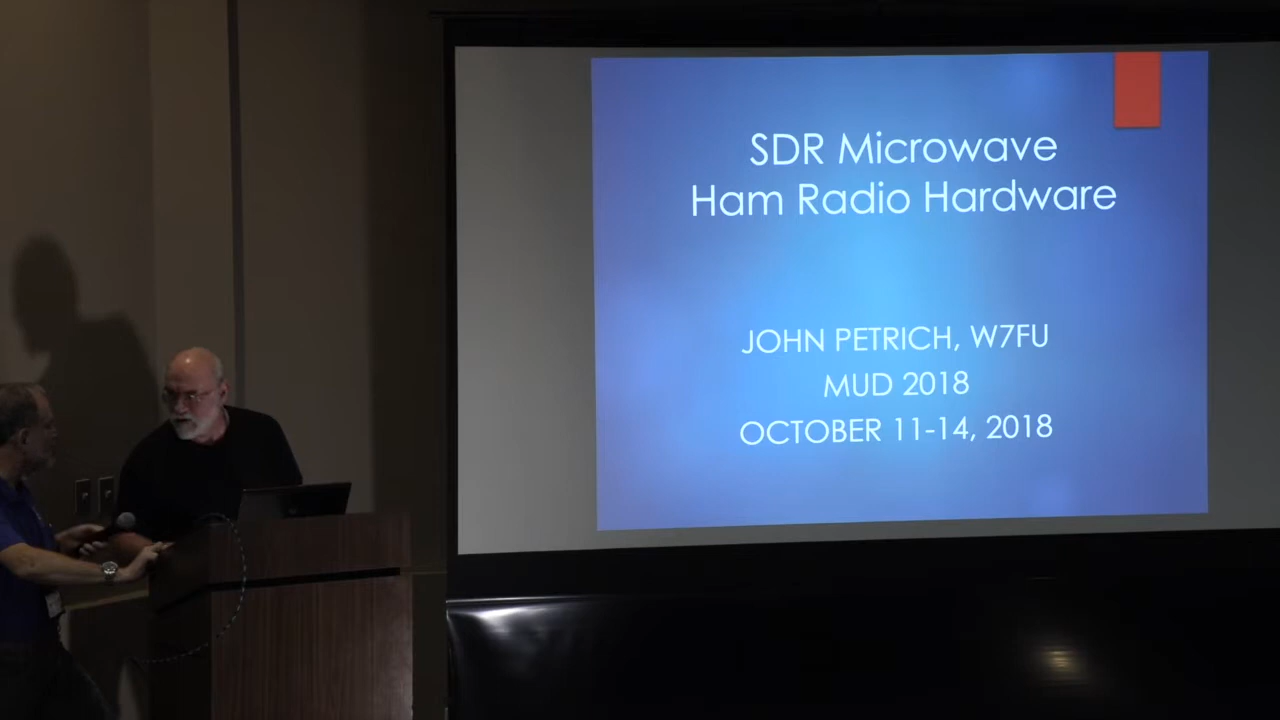 SDR Microwave
Ham Radio Hardware
JOHN PETRICH, W7FU
MUD 2018
OCTOBER 11-14, 2018